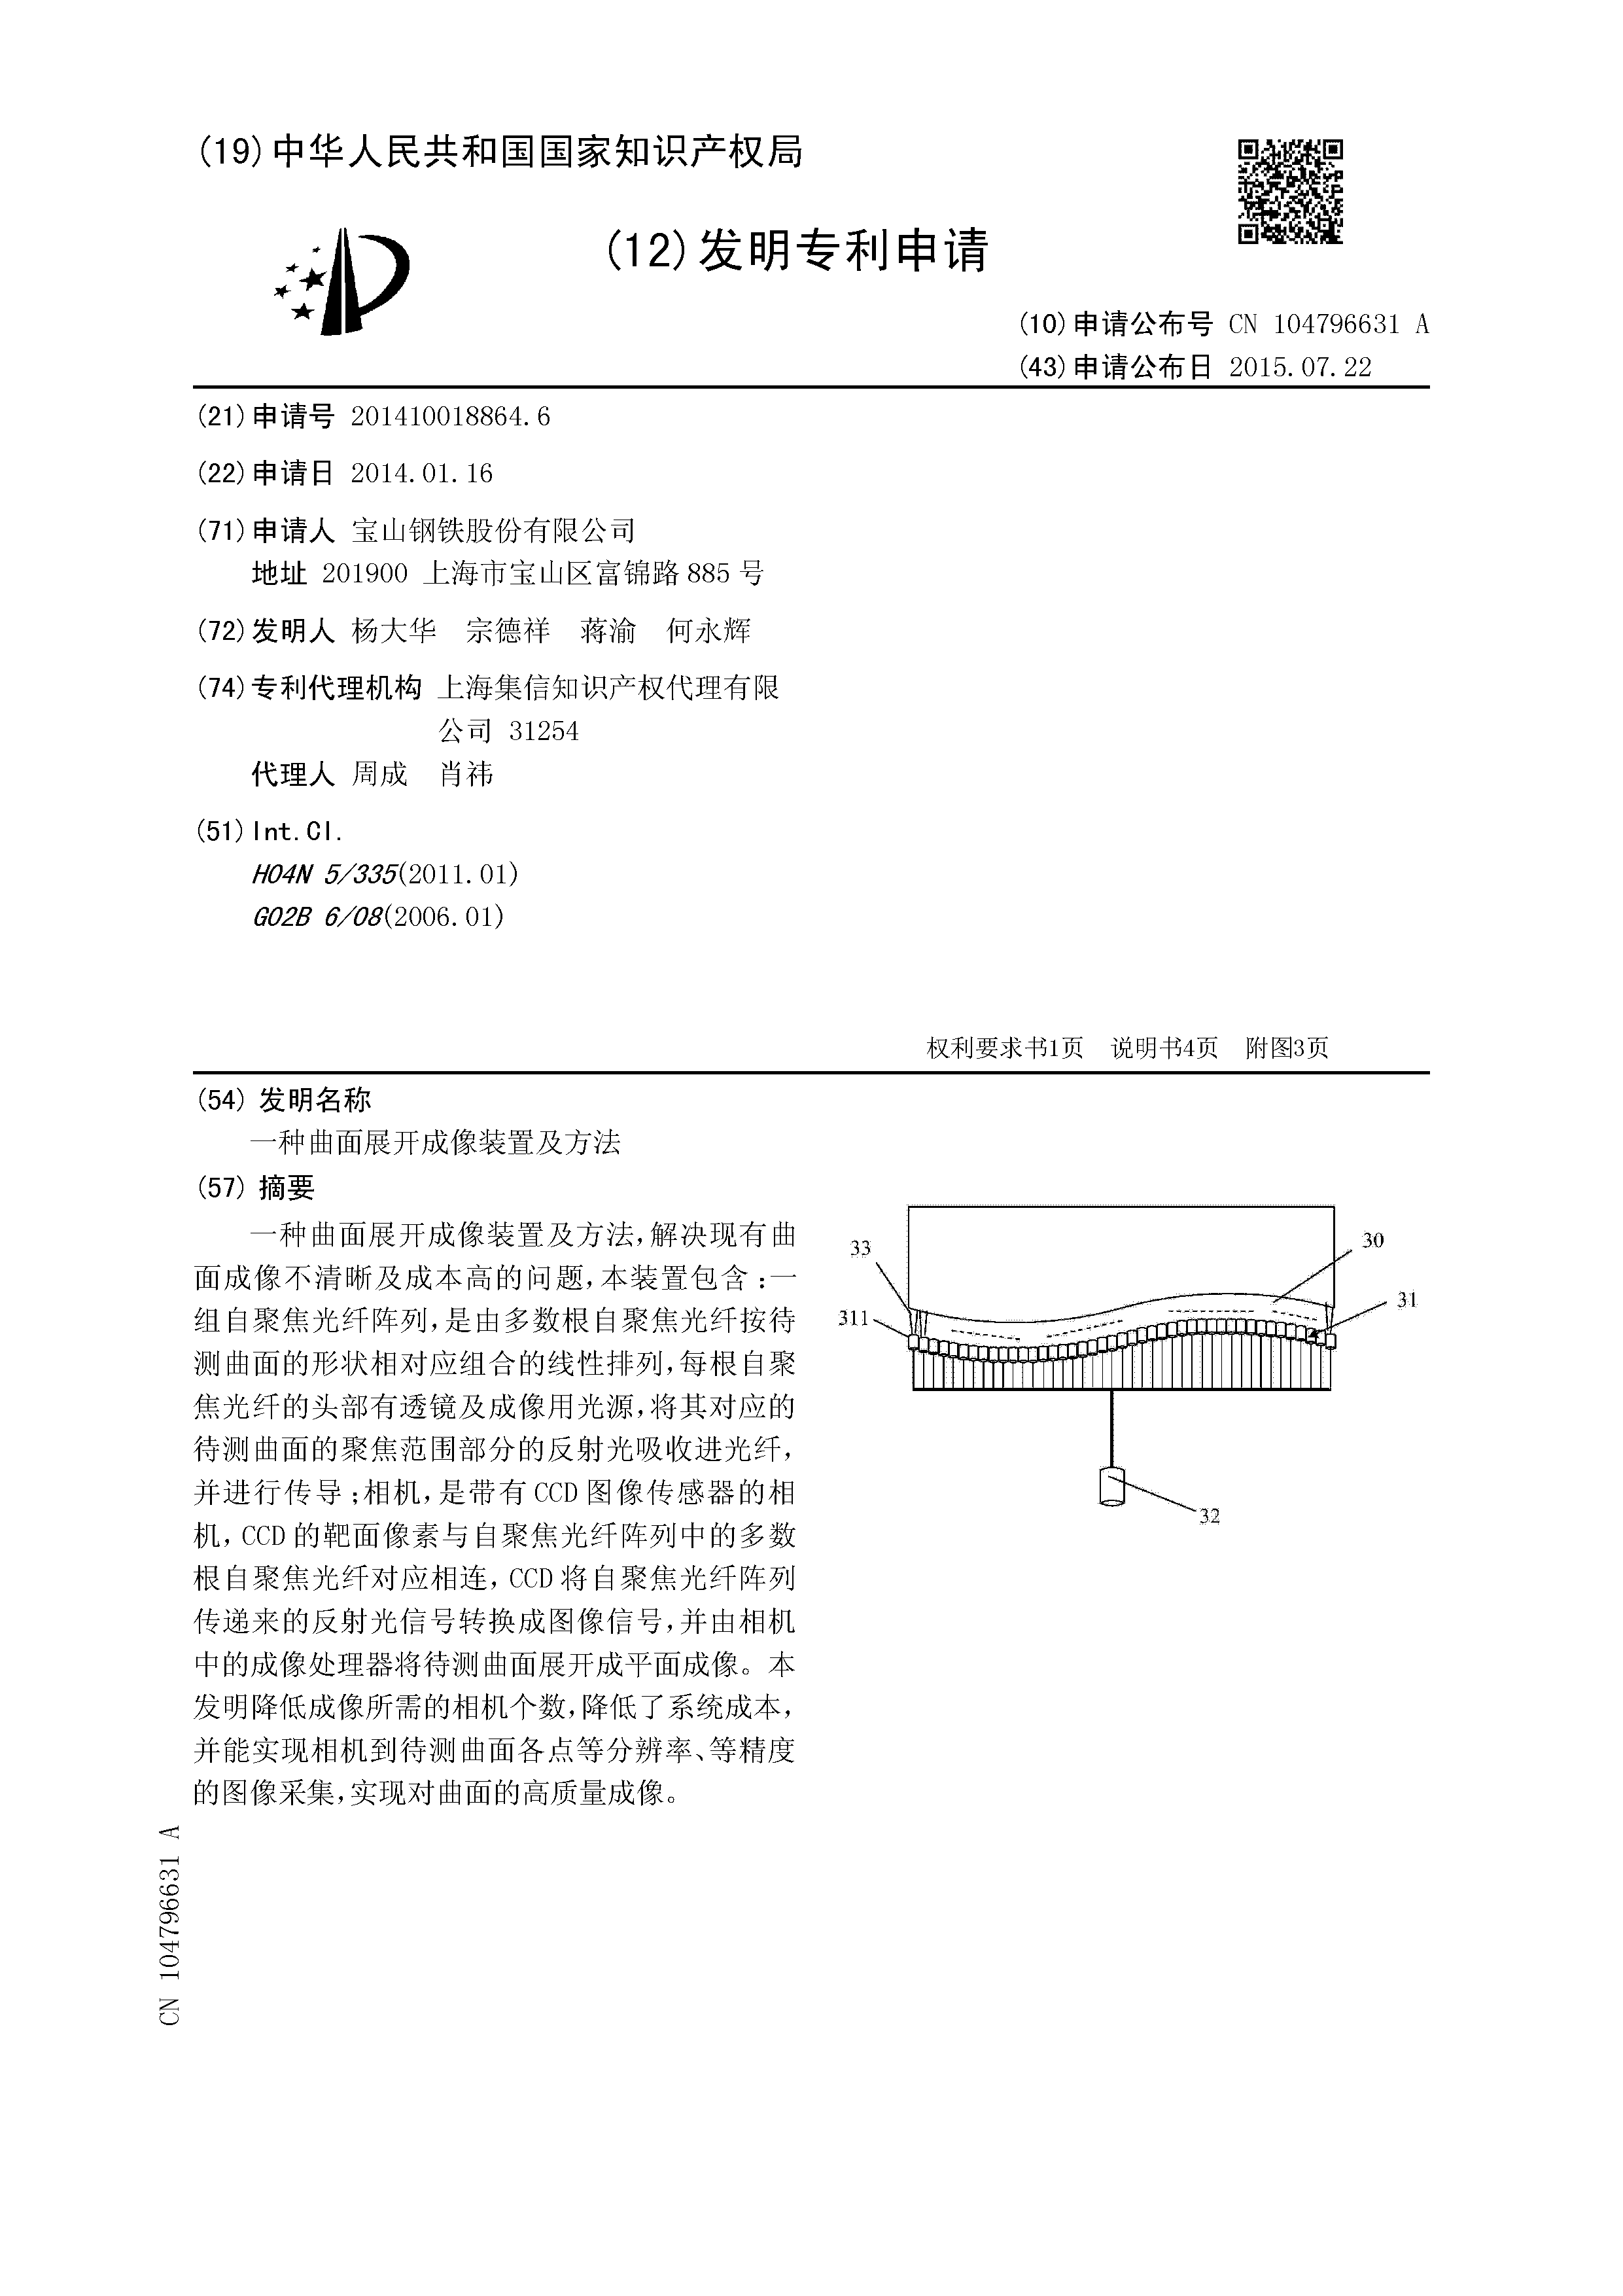 (19)中华人民共和国国家知识产权局
(12)发明专利申请
(10)申请公布号 CN 104796631 A
(43)申请公布日 2015.07.22
(21)申请号 201410018864.6
(22)申请日 2014.01.16
(71)申请人 宝山钢铁股份有限公司
地址 201900 上海市宝山区富锦路 885 号
(72)发明人 杨大华 宗德祥 蒋渝 何永辉
(74)专利代理机构 上海集信知识产权代理有限
公司 31254
代理人 周成 肖祎
(51)Int.Cl.
H04N 5/335(2011.01)
G02B 6/08(2006.01)
权利要求书1页 说明书4页 附图3页
(54)发明名称
一种曲面展开成像装置及方法
(57)摘要
一种曲面展开成像装置及方法,解决现有曲
面成像不清晰及成本高的问题,本装置包含:一
组自聚焦光纤阵列,是由多数根自聚焦光纤按待
测曲面的形状相对应组合的线性排列,每根自聚
焦光纤的头部有透镜及成像用光源,将其对应的
待测曲面的聚焦范围部分的反射光吸收进光纤,
并进行传导;相机,是带有 CCD 图像传感器的相
机, CCD 的靶面像素与自聚焦光纤阵列中的多数
根自聚焦光纤对应相连, CCD 将自聚焦光纤阵列
传递来的反射光信号转换成图像信号,并由相机
中的成像处理器将待测曲面展开成平面成像。本
发明降低成像所需的相机个数,降低了系统成本,
并能实现相机到待测曲面各点等分辨率、等精度
的图像采集,实现对曲面的高质量成像。
33
30
31
311
32
CN 104796631 A